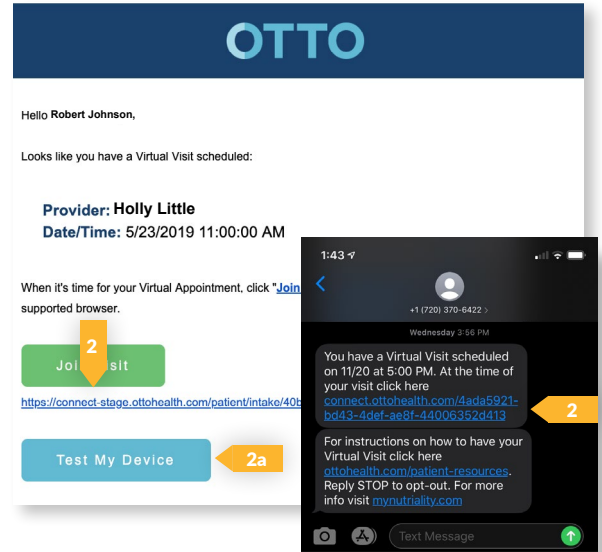 OTTO
Hello Robert Johnson,
Looks like you have a Virtual Visit scheduled:
Provider: Holly Little
Date/Time: 5/23/2019 11:00:00 AM
When it's time for your Virtual Appointment, click "Join
supported browser.
2
Joi sit
https://connect-stage.ottohealth.com/patient/intake/40b
Test My Device
2a
1:43
+1 (720) 370-6422 >
Wednesday 3:56 PM
You have a Virtual Visit scheduled
on 11/20 at 5:00 PM. At the time of
your visit click here
connect.ottohealth.com/4ada5921-
bd43-4def-ae8f-44006352d413
2
For instructions on how to have your
Virtual Visit click here
ottohealth.com/patient-resources.
Reply STOP to opt-out. For more
info visit mynutriality.com
Text Message